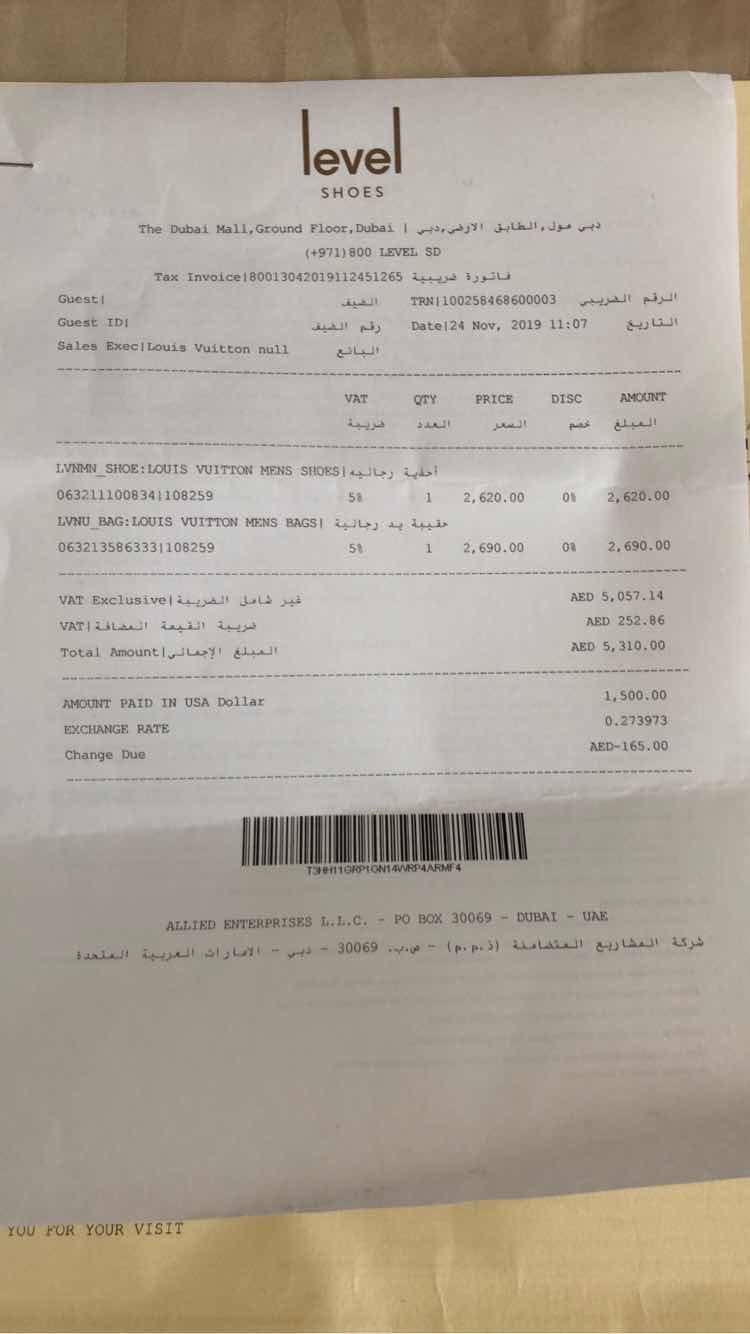 level
SHOES
The Dubai Mall,Ground Floor,Dubai | دبي مول,الطابق الارضي,دبي
(+971)800 LEVEL SD
Tax Invoice|80013042019112451265 فاتورة ضريبية
Guest| الضيف TRN|100258468600003 الرقم الضريبي
Guest ID| رقم الضيف Date|24 Nov, 2019 11:07 التاريخ
Sales Exec|Louis Vuitton null البائع
VAT QTY PRICE DISC AMOUNT
ضريبة العدد السعر خصم المبلغ
LVNMN_SHOE:LOUIS VUITTON MENS SHOES| أحذية رجاليه
063211100834|108259 5% 1 2,620.00 0% 2,620.00
LVNU_BAG:LOUIS VUITTON MENS BAGS| حقيبة يد رجالية
063213586333|108259 5% 1 2,690.00 0% 2,690.00
VAT Exclusive| غير شامل الضريبة AED 5,057.14
VAT| ضريبة القيمة المضافة AED 252.86
Total Amount| المبلغ الإجمالي AED 5,310.00
AMOUNT PAID IN USA Dollar 1,500.00
EXCHANGE RATE 0.273973
Change Due AED-165.00
T3HH11GRP1GN14VVRP4ARMF4
ALLIED ENTERPRISES L.L.C. - PO BOX 30069 - DUBAI - UAE
شركة المشاريع المتضامنة (ذ.م.م) - ص.ب. 30069 - دبي - الامارات العربية المتحدة
YOU FOR YOUR VISIT